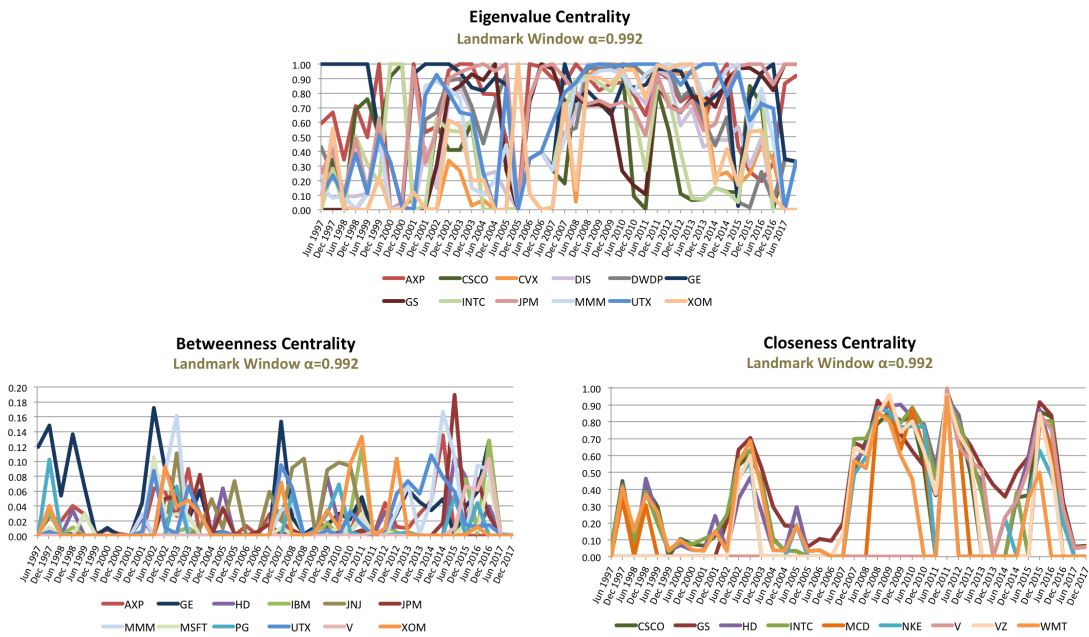 Eigenvalue Centrality
Landmark Window α=0.992
1.00
0.90
0.80
0.70
0.60
0.50
0.40
0.30
0.20
0.10
0.00
Jun 1997 Dec 1997 Jun 1998 Dec 1998 Jun 1999 Dec 1999 Jun 2000 Dec 2000 Jun 2001 Dec 2001 Jun 2002 Dec 2002 Jun 2003 Dec 2003 Jun 2004 Dec 2004 Jun 2005 Dec 2005 Jun 2006 Dec 2006 Jun 2007 Dec 2007 Jun 2008 Dec 2008 Jun 2009 Dec 2009 Jun 2010 Dec 2010 Jun 2011 Dec 2011 Jun 2012 Dec 2012 Jun 2013 Dec 2013 Jun 2014 Dec 2014 Jun 2015 Dec 2015 Jun 2016 Dec 2016 Jun 2017
AXP CSCO CVX DIS DWDP GE
GS INTC JPM MMM UTX XOM
Betweenness Centrality
Landmark Window α=0.992
0.20
0.18
0.16
0.14
0.12
0.10
0.08
0.06
0.04
0.02
0.00
Jun 1997 Dec 1997 Jun 1998 Dec 1998 Jun 1999 Dec 1999 Jun 2000 Dec 2000 Jun 2001 Dec 2001 Jun 2002 Dec 2002 Jun 2003 Dec 2003 Jun 2004 Dec 2004 Jun 2005 Dec 2005 Jun 2006 Dec 2006 Jun 2007 Dec 2007 Jun 2008 Dec 2008 Jun 2009 Dec 2009 Jun 2010 Dec 2010 Jun 2011 Dec 2011 Jun 2012 Dec 2012 Jun 2013 Dec 2013 Jun 2014 Dec 2014 Jun 2015 Dec 2015 Jun 2016 Dec 2016 Jun 2017 Dec 2017
AXP GE HD IBM JNJ JPM
MMM MSFT PG UTX V XOM
Closeness Centrality
Landmark Window α=0.992
1.00
0.90
0.80
0.70
0.60
0.50
0.40
0.30
0.20
0.10
0.00
Jun 1997 Dec 1997 Jun 1998 Dec 1998 Jun 1999 Dec 1999 Jun 2000 Dec 2000 Jun 2001 Dec 2001 Jun 2002 Dec 2002 Jun 2003 Dec 2003 Jun 2004 Dec 2004 Jun 2005 Dec 2005 Jun 2006 Dec 2006 Jun 2007 Dec 2007 Jun 2008 Dec 2008 Jun 2009 Dec 2009 Jun 2010 Dec 2010 Jun 2011 Dec 2011 Jun 2012 Dec 2012 Jun 2013 Dec 2013 Jun 2014 Dec 2014 Jun 2015 Dec 2015 Jun 2016 Dec 2016 Jun 2017 Dec 2017
CSCO GS HD INTC MCD NKE V VZ WMT